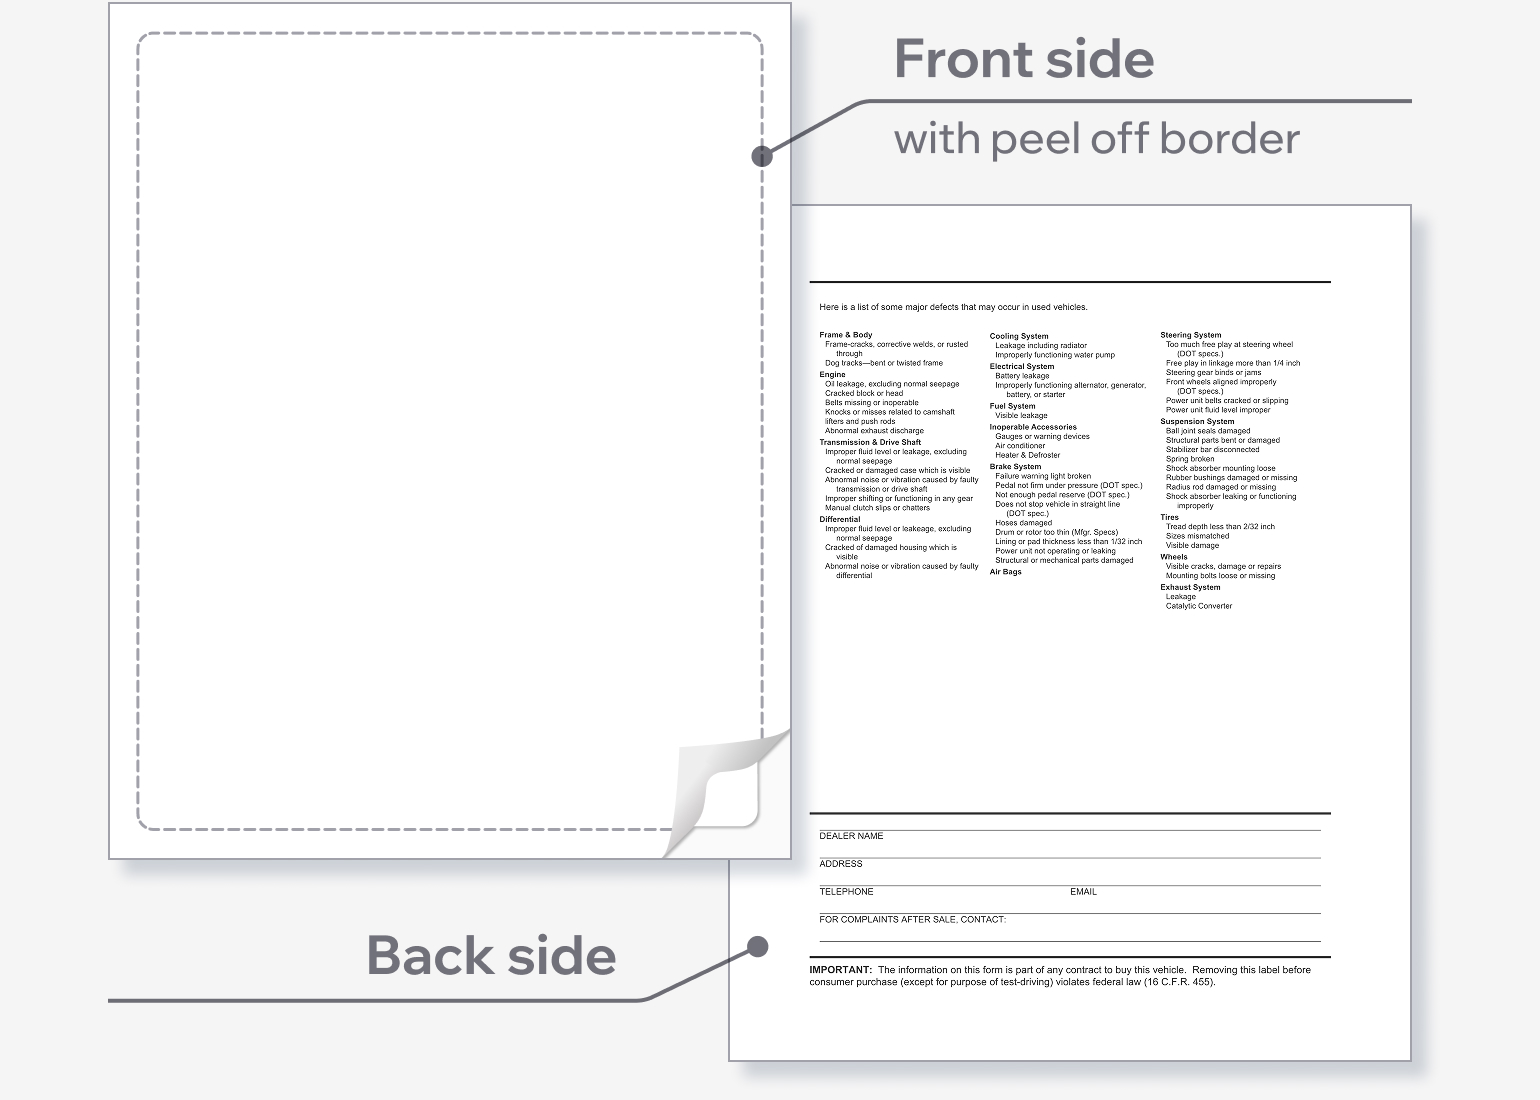 Front side
with peel off border
Here is a list of some major defects that may occur in used vehicles.
Frame & Body
Frame-cracks, corrective welds, or rusted
through
Dog tracks—bent or twisted frame
Engine
Oil leakage, excluding normal seepage
Cracked block or head
Belts missing or inoperable
Knocks or misses related to camshaft
lifters and push rods
Abnormal exhaust discharge
Transmission & Drive Shaft
Improper fluid level or leakage, excluding
normal seepage
Cracked or damaged case which is visible
Abnormal noise or vibration caused by faulty
transmission or drive shaft
Improper shifting or functioning in any gear
Manual clutch slips or chatters
Differential
Improper fluid level or leakeage, excluding
normal seepage
Cracked of damaged housing which is
visible
Abnormal noise or vibration caused by faulty
differential
Cooling System
Leakage including radiator
Improperly functioning water pump
Electrical System
Battery leakage
Improperly functioning alternator, generator,
battery, or starter
Fuel System
Visible leakage
Inoperable Accessories
Gauges or warning devices
Air conditioner
Heater & Defroster
Brake System
Failure warning light broken
Pedal not firm under pressure (DOT spec.)
Not enough pedal reserve (DOT spec.)
Does not stop vehicle in straight line
(DOT spec.)
Hoses damaged
Drum or rotor too thin (Mfgr. Specs)
Lining or pad thickness less than 1/32 inch
Power unit not operating or leaking
Structural or mechanical parts damaged
Air Bags
Steering System
Too much free play at steering wheel
(DOT specs.)
Free play in linkage more than 1/4 inch
Steering gear binds or jams
Front wheels aligned improperly
(DOT specs.)
Power unit belts cracked or slipping
Power unit fluid level improper
Suspension System
Ball joint seals damaged
Structural parts bent or damaged
Stabilizer bar disconnected
Spring broken
Shock absorber mounting loose
Rubber bushings damaged or missing
Radius rod damaged or missing
Shock absorber leaking or functioning
improperly
Tires
Tread depth less than 2/32 inch
Sizes mismatched
Visible damage
Wheels
Visible cracks, damage or repairs
Mounting bolts loose or missing
Exhaust System
Leakage
Catalytic Converter
DEALER NAME
ADDRESS
TELEPHONE EMAIL
FOR COMPLAINTS AFTER SALE, CONTACT:
IMPORTANT: The information on this form is part of any contract to buy this vehicle. Removing this label before
consumer purchase (except for purpose of test-driving) violates federal law (16 C.F.R. 455).
Back side